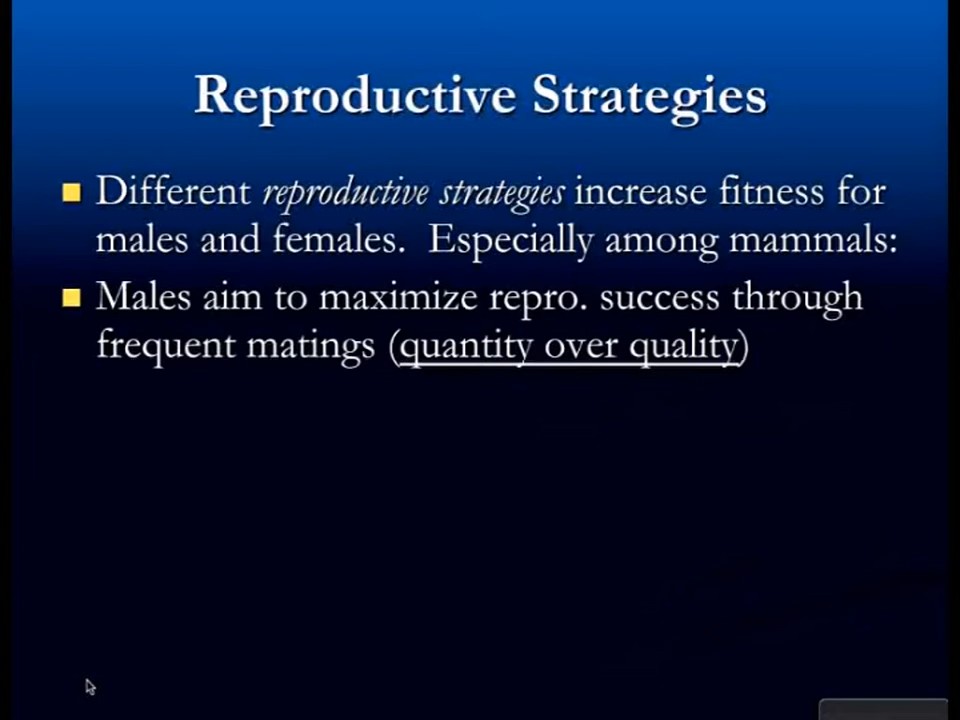 Reproductive Strategies
Different reproductive strategies increase fitness for
males and females. Especially among mammals:
Males aim to maximize repro. success through
frequent matings (quantity over quality)